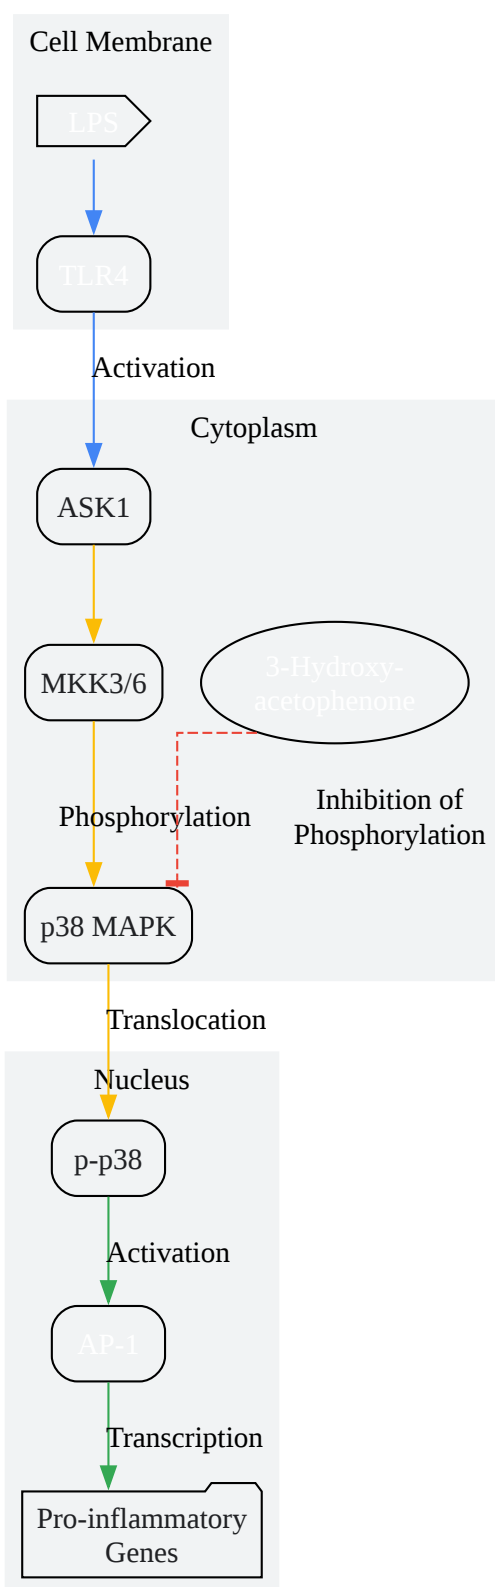 Cell Membrane
LPS
TLR4
Activation
Cytoplasm
ASK1
3-Hydroxy-
acetophenone
MKK3/6
Inhibition of
Phosphorylation
Phosphorylation
p38 MAPK
Translocation
Nucleus
p-p38
Activation
AP-1
Transcription
Pro-inflammatory
Genes